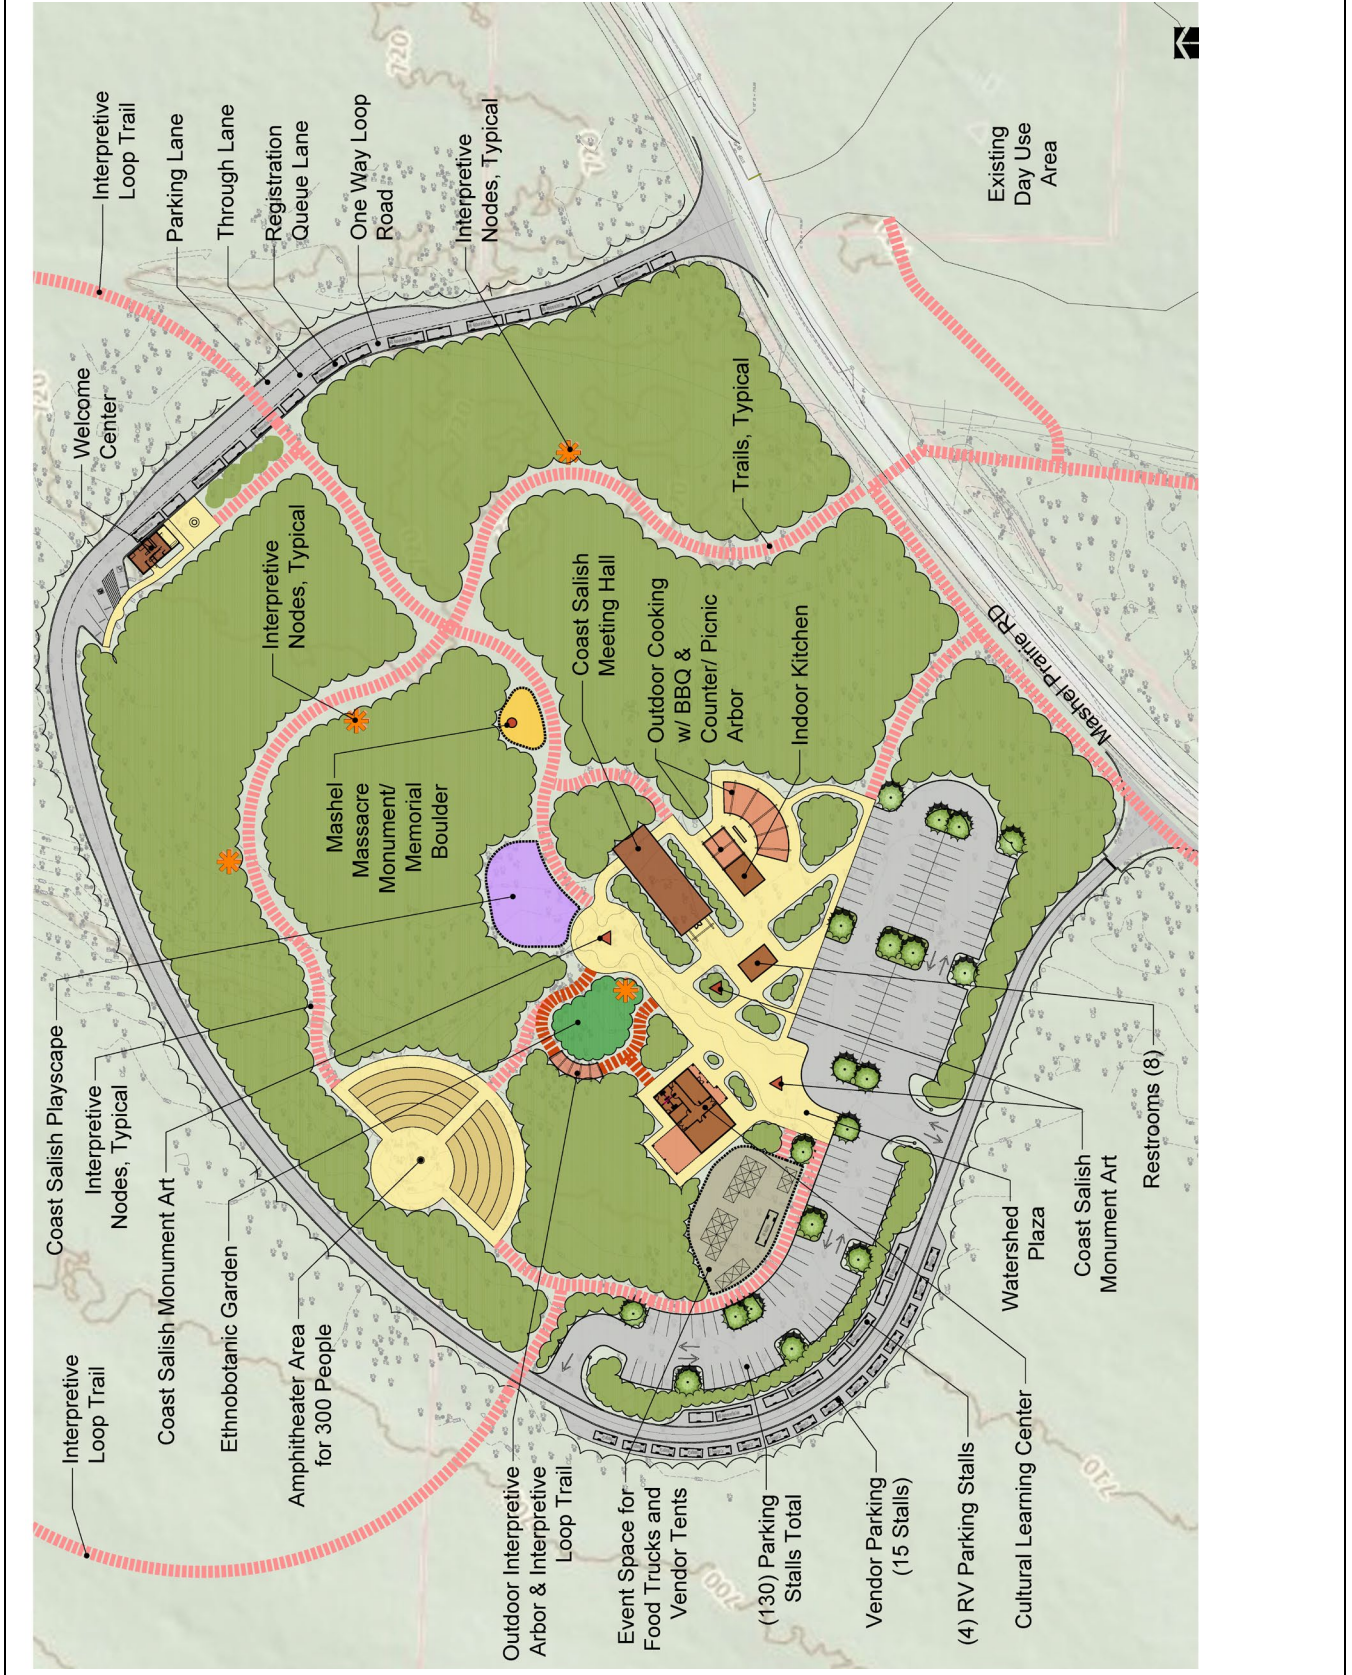 Interpretive
Loop Trail
Parking Lane
Through Lane
Registration
Queue Lane
One Way Loop
Road
Interpretive
Nodes, Typical
Existing
Day Use
Area
720
720
Welcome
Center
Interpretive
Nodes, Typical
Trails, Typical
Coast Salish
Meeting Hall
Outdoor Cooking
w/ BBQ &
Counter/ Picnic
Arbor
Indoor Kitchen
Mashel Prairie RD
Mashel
Massacre
Monument/
Memorial
Boulder
Coast Salish Playscape
Interpretive
Nodes, Typical
Coast Salish Monument Art
Ethnobotanic Garden
Amphitheater Area
for 300 People
Interpretive
Loop Trail
Outdoor Interpretive
Arbor & Interpretive
Loop Trail
Event Space for
Food Trucks and
Vendor Tents
(130) Parking
Stalls Total
Vendor Parking
(15 Stalls)
(4) RV Parking Stalls
Cultural Learning Center
Watershed
Plaza
Coast Salish
Monument Art
Restrooms (8)
700
710